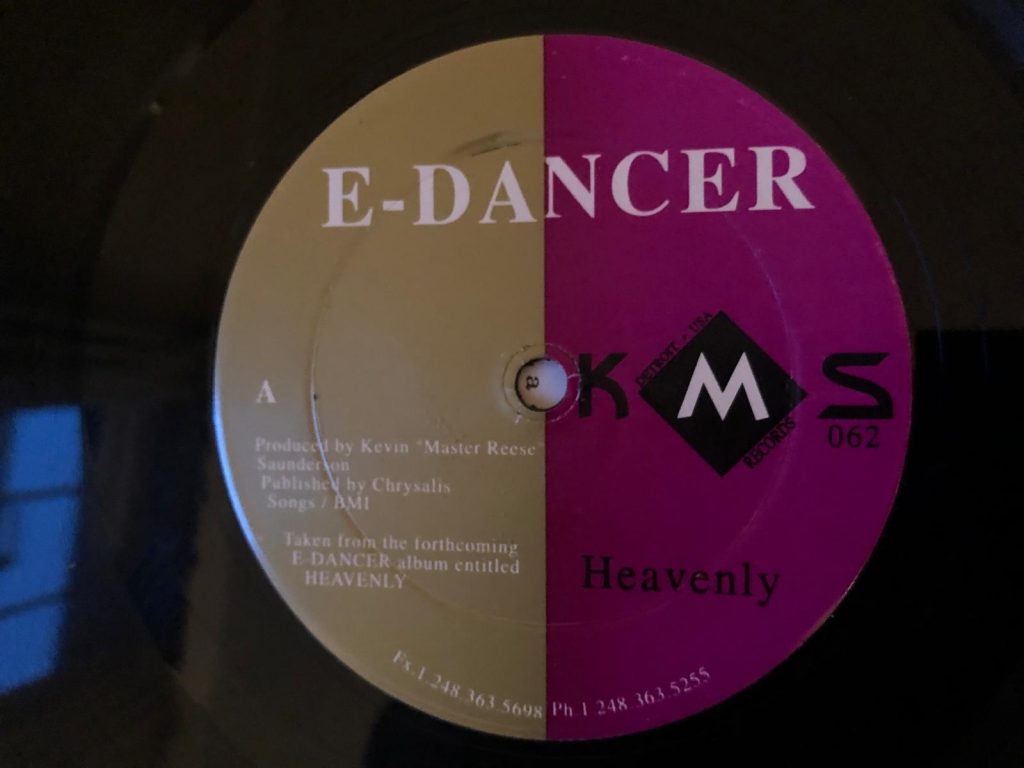 E-DANCER
DETROIT - USA
K M S
RECORDS
062
A
a
Produced by Kevin "Master Reese"
Saunderson
Published by Chrysalis
Songs / BMI
Taken from the forthcoming
E-DANCER album entitled
HEAVENLY
Heavenly
Fx.1.248.363.5698 Ph.1 248.363.5255